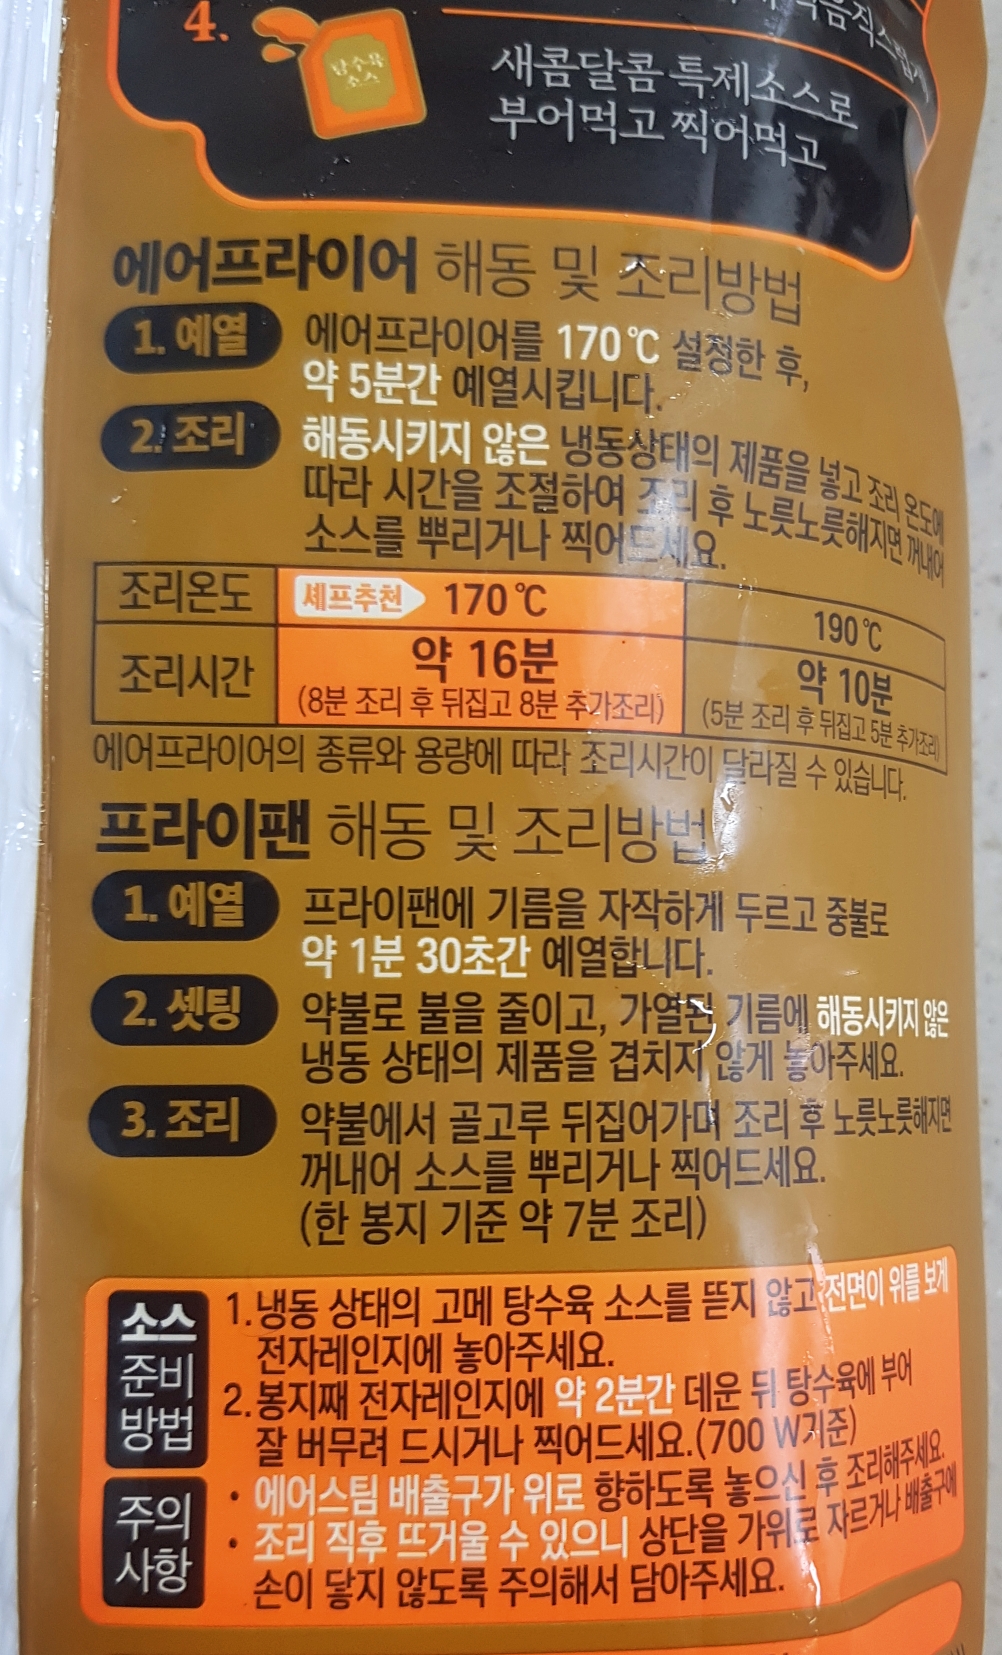 4.
탕수육
소스
새콤달콤 특제소스로
부어먹고 찍어먹고
에어프라이어 해동 및 조리방법
1. 예열 에어프라이어를 170℃ 설정한 후,
약 5분간 예열시킵니다.
2. 조리 해동시키지 않은 냉동상태의 제품을 넣고 조리 온도에
따라 시간을 조절하여 조리 후 노릇노릇해지면 꺼내어
소스를 뿌리거나 찍어드세요.
조리온도 셰프추천 170℃ 190℃
조리시간 약 16분 약 10분
(8분 조리 후 뒤집고 8분 추가조리) (5분 조리 후 뒤집고 5분 추가조리)
에어프라이어의 종류와 용량에 따라 조리시간이 달라질 수 있습니다.
프라이팬 해동 및 조리방법
1. 예열 프라이팬에 기름을 자작하게 두르고 중불로
약 1분 30초간 예열합니다.
2. 셋팅 약불로 불을 줄이고, 가열된 기름에 해동시키지 않은
냉동 상태의 제품을 겹치지 않게 놓아주세요.
3. 조리 약불에서 골고루 뒤집어가며 조리 후 노릇노릇해지면
꺼내어 소스를 뿌리거나 찍어드세요.
(한 봉지 기준 약 7분 조리)
소스
준비
방법
1.냉동 상태의 고메 탕수육 소스를 뜯지 않고 전면이 위를 보게
전자레인지에 놓아주세요.
2.봉지째 전자레인지에 약 2분간 데운 뒤 탕수육에 부어
잘 버무려 드시거나 찍어드세요.(700 W기준)
주의
사항
• 에어스팀 배출구가 위로 향하도록 놓으신 후 조리해주세요.
• 조리 직후 뜨거울 수 있으니 상단을 가위로 자르거나 배출구에
손이 닿지 않도록 주의해서 담아주세요.